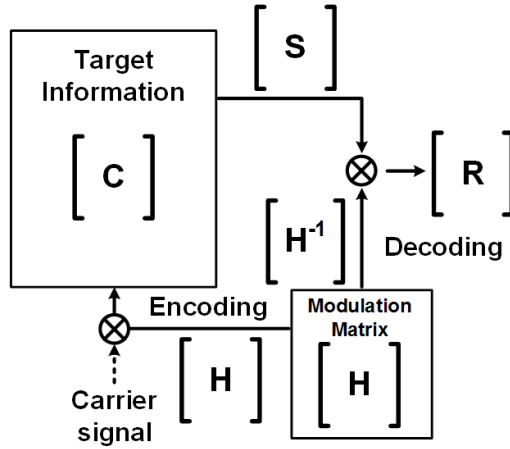 Target
Information
[ C ]
[ S ]
[ R ]
[ H⁻¹ ]
Decoding
Encoding
[ H ]
Modulation
Matrix
[ H ]
Carrier
signal